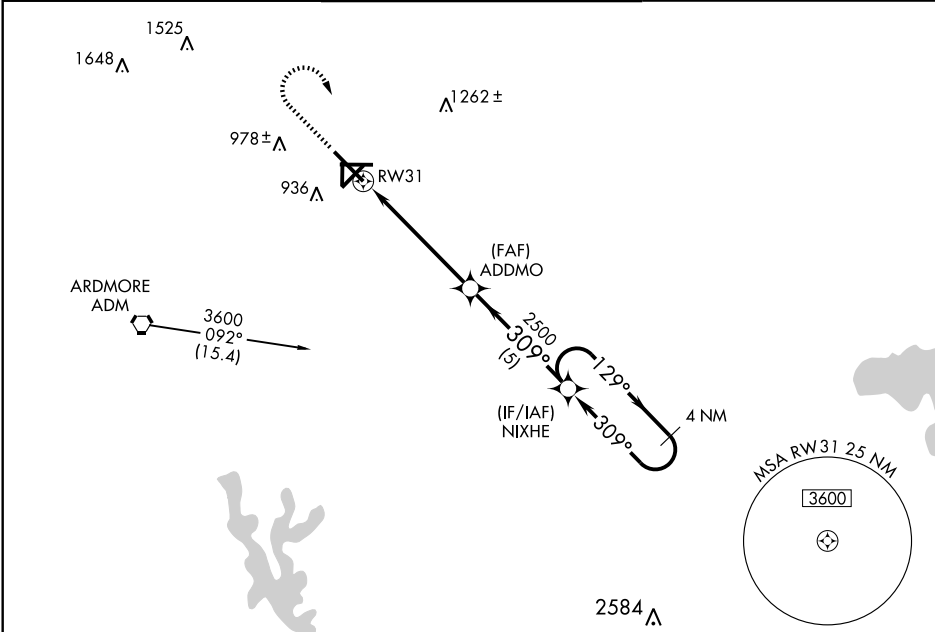 1525
1648
1262 ±
978 ±
936
RW31
(FAF)
ADDMO
ARDMORE
ADM
3600
092°
(15.4)
2500
309°
(5)
129°
(IF/IAF)
NIXHE
309°
4 NM
MSA RW31 25 NM
3600
2584